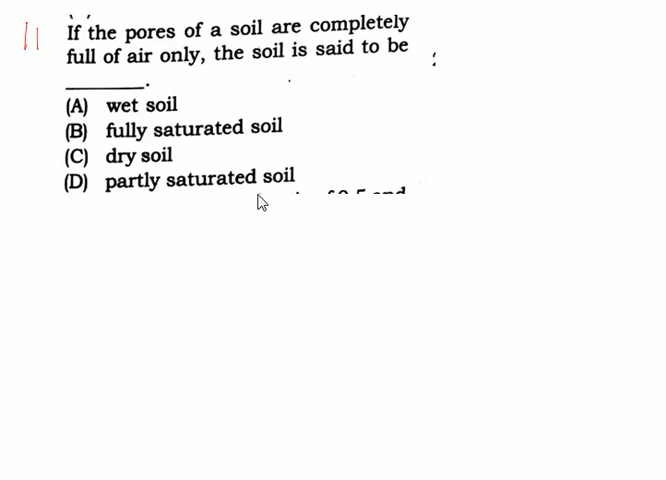 11
If the pores of a soil are completely
full of air only, the soil is said to be
________.
(A) wet soil
(B) fully saturated soil
(C) dry soil
(D) partly saturated soil